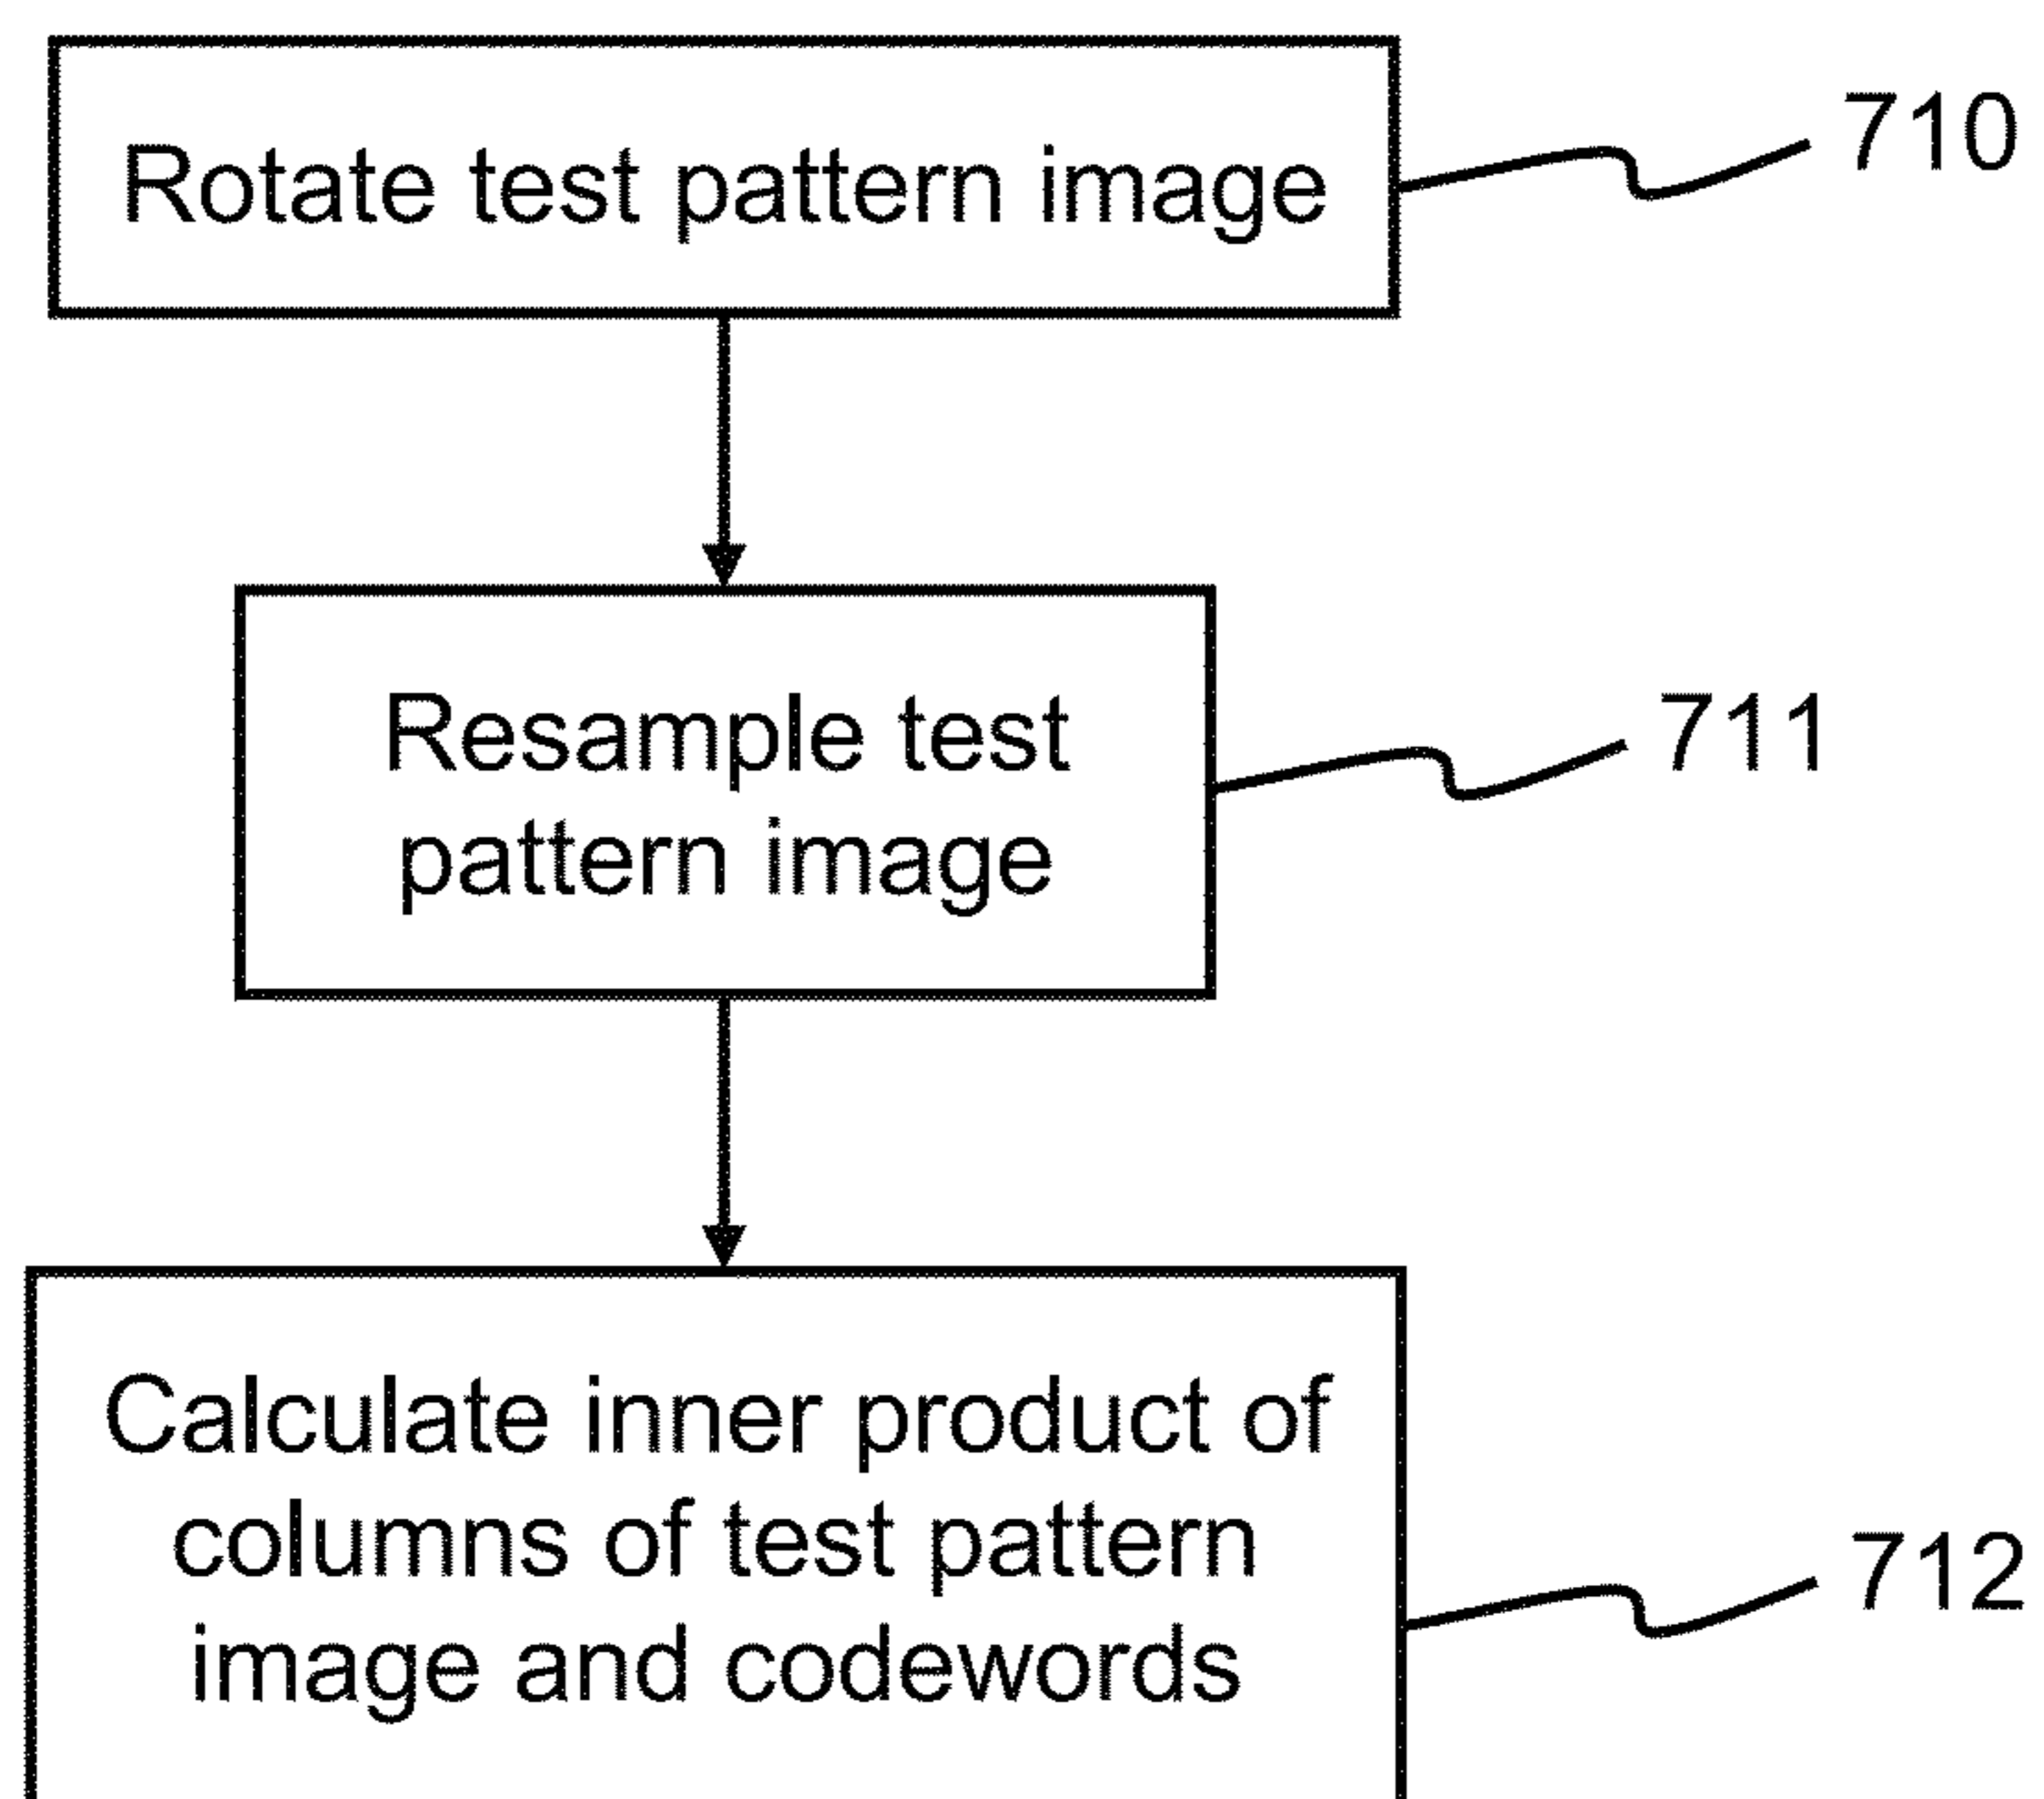 Rotate test pattern image
710
Resample test
pattern image
711
Calculate inner product of
columns of test pattern
image and codewords
712